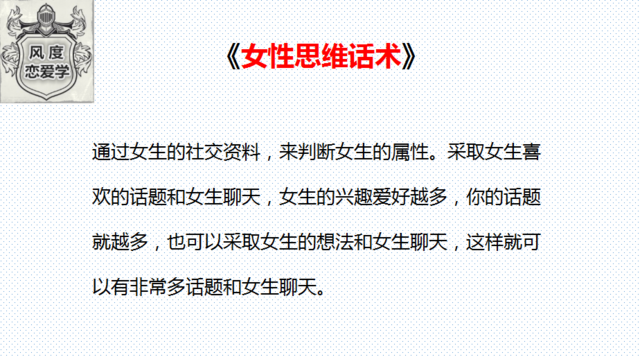 风度
恋爱学
《女性思维话术》
通过女生的社交资料，来判断女生的属性。采取女生喜
欢的话题和女生聊天，女生的兴趣爱好越多，你的话题
就越多，也可以采取女生的想法和女生聊天，这样就可
以有非常多话题和女生聊天。